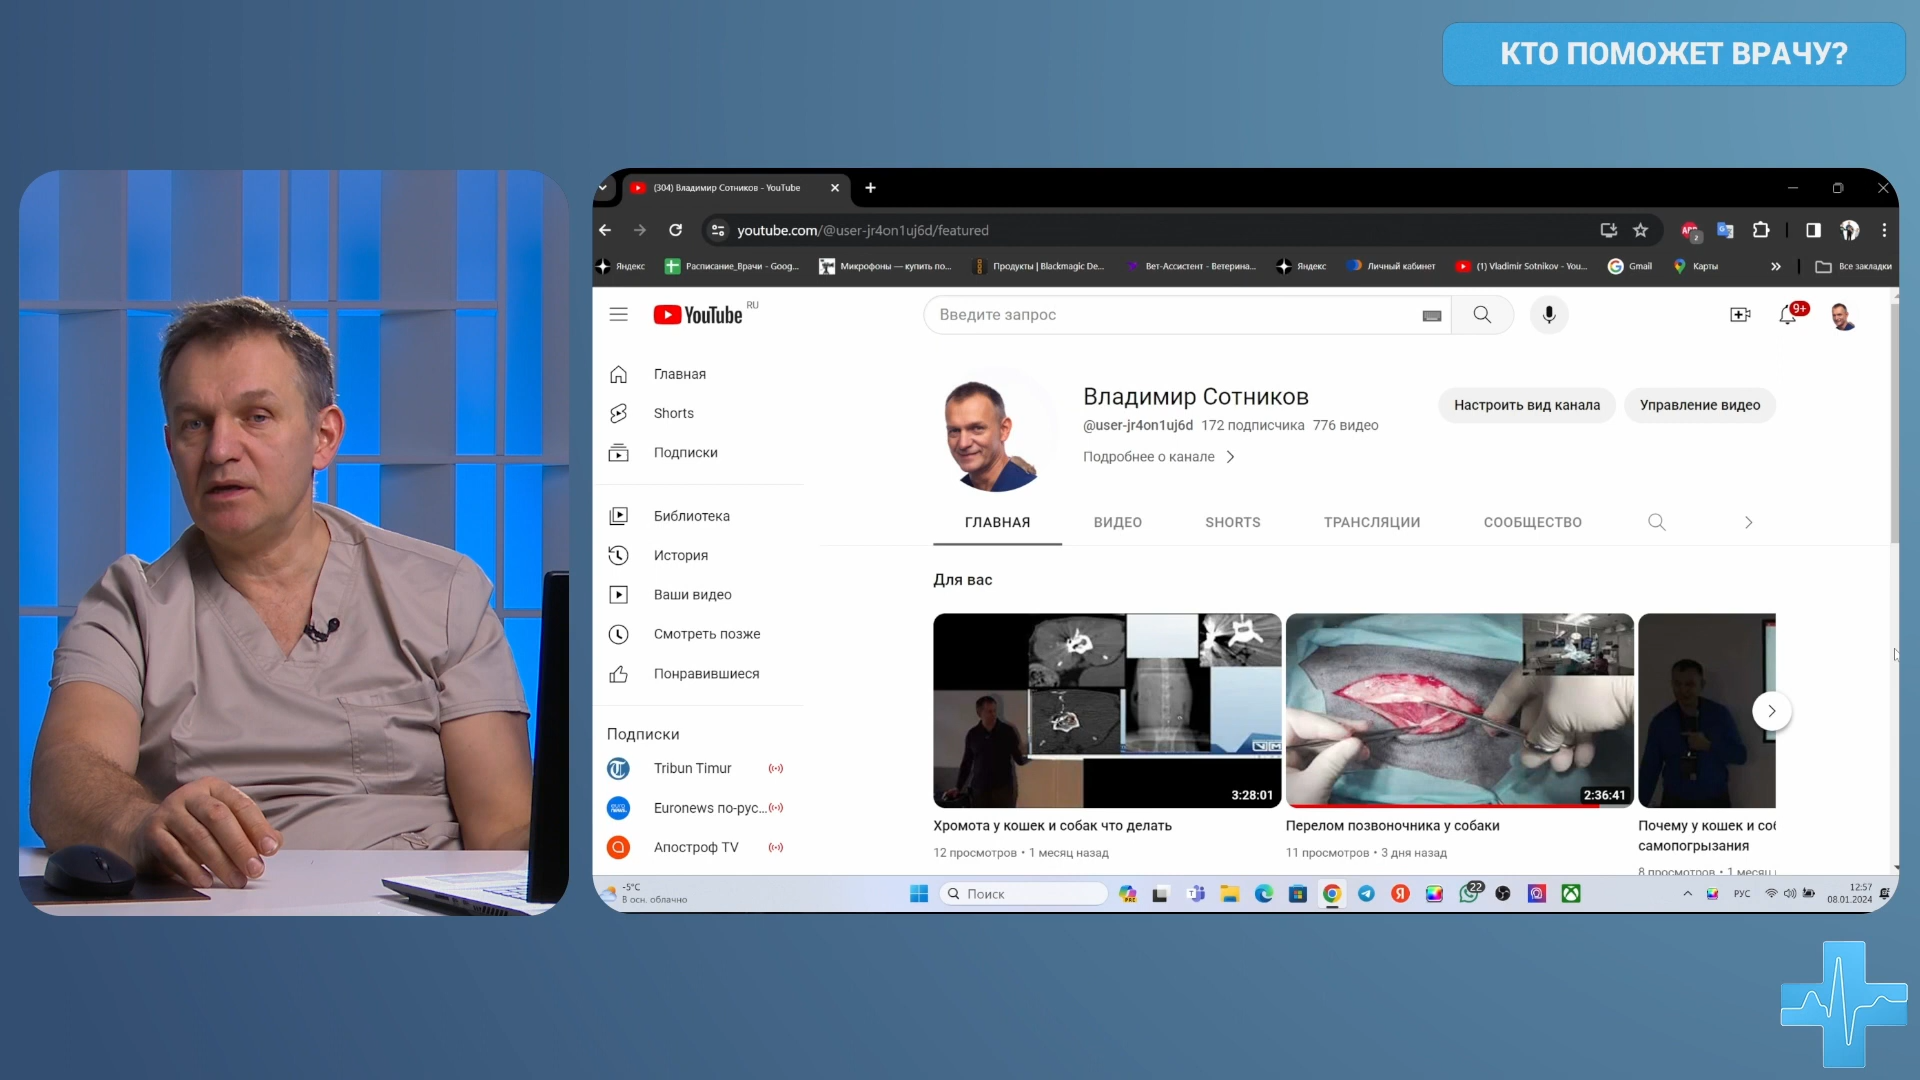 КТО ПОМОЖЕТ ВРАЧУ?
(304) Владимир Сотников - YouTube
youtube.com/@user-jr4on1uj6d/featured
Яндекс
Расписание_Врачи - Goog...
Микрофоны — купить по...
Продукты | Blackmagic De...
Вет-Ассистент - Ветерина...
Яндекс
Личный кабинет
(1) Vladimir Sotnikov - You...
Gmail
Карты
Все закладки
YouTube RU
Введите запрос
9+
Главная
Shorts
Подписки
Библиотека
История
Ваши видео
Смотреть позже
Понравившиеся
Подписки
Tribun Timur
Euronews по-рус...
Апостроф TV
Владимир Сотников
@user-jr4on1uj6d 172 подписчика 776 видео
Подробнее о канале
Настроить вид канала
Управление видео
ГЛАВНАЯ
ВИДЕО
SHORTS
ТРАНСЛЯЦИИ
СООБЩЕСТВО
Для вас
3:28:01
Хромота у кошек и собак что делать
12 просмотров • 1 месяц назад
2:36:41
Перелом позвоночника у собаки
11 просмотров • 3 дня назад
Почему у кошек и
самопогрызания
8 просмотров • 1
-5°C
В осн. облачно
Поиск
22
РУС
12:57
08.01.2024